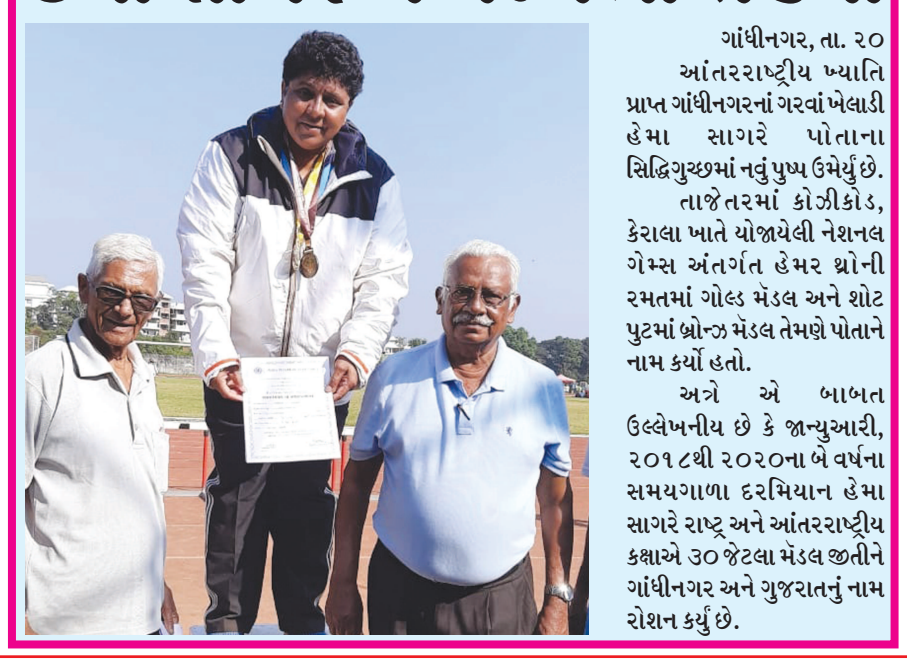 ગાંધીનગર, તા. ૨૦
આંતરરાષ્ટ્રીય ખ્યાતિ
પ્રાપ્ત ગાંધીનગરનાં ગરવાં ખેલાડી
હેમા સાગરે પોતાના
સિદ્ધિગુચ્છમાં નવું પુષ્પ ઉમેર્યું છે.
તાજેતરમાં કોઝીકોડ,
કેરાલા ખાતે યોજાયેલી નેશનલ
ગેમ્સ અંતર્ગત હેમર થ્રોની
રમતમાં ગોલ્ડ મૅડલ અને શોટ
પુટમાં બ્રોન્ઝ મૅડલ તેમણે પોતાને
નામ કર્યો હતો.
અત્રે એ બાબત
ઉલ્લેખનીય છે કે જાન્યુઆરી,
૨૦૧૮થી ૨૦૨૦ના બે વર્ષના
સમયગાળા દરમિયાન હેમા
સાગરે રાષ્ટ્ર અને આંતરરાષ્ટ્રીય
કક્ષાએ ૩૦ જેટલા મૅડલ જીતીને
ગાંધીનગર અને ગુજરાતનું નામ
રોશન કર્યું છે.